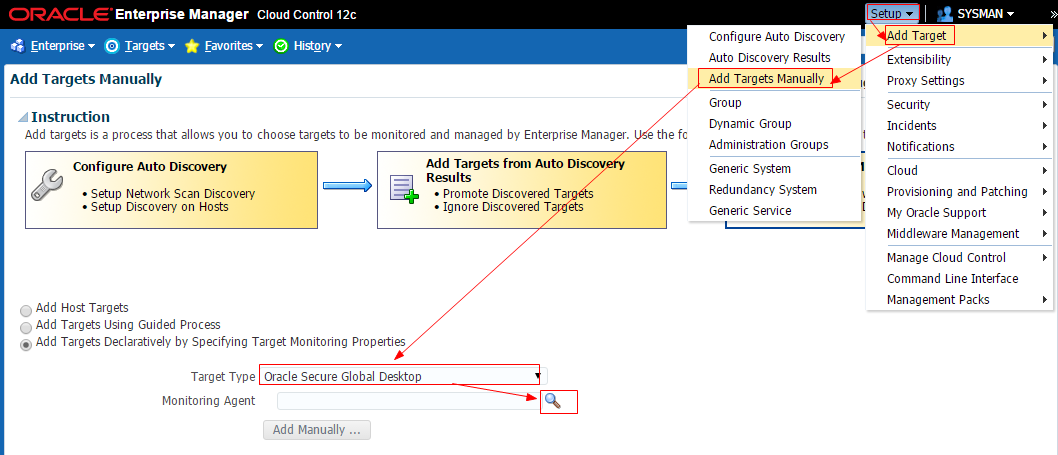 ORACLE Enterprise Manager Cloud Control 12c
Setup SYSMAN
Enterprise Targets Favorites History
Add Target
Extensibility
Proxy Settings
Security
Incidents
Notifications
Cloud
Provisioning and Patching
My Oracle Support
Middleware Management
Manage Cloud Control
Command Line Interface
Management Packs
Configure Auto Discovery
Auto Discovery Results
Add Targets Manually
Group
Dynamic Group
Administration Groups
Generic System
Redundancy System
Generic Service
Add Targets Manually
Instruction
Add targets is a process that allows you to choose targets to be monitored and managed by Enterprise Manager. Use the
Configure Auto Discovery
• Setup Network Scan Discovery
• Setup Discovery on Hosts
Add Targets from Auto Discovery
Results
• Promote Discovered Targets
• Ignore Discovered Targets
Add Host Targets
Add Targets Using Guided Process
Add Targets Declaratively by Specifying Target Monitoring Properties
Target Type Oracle Secure Global Desktop
Monitoring Agent
Add Manually ...